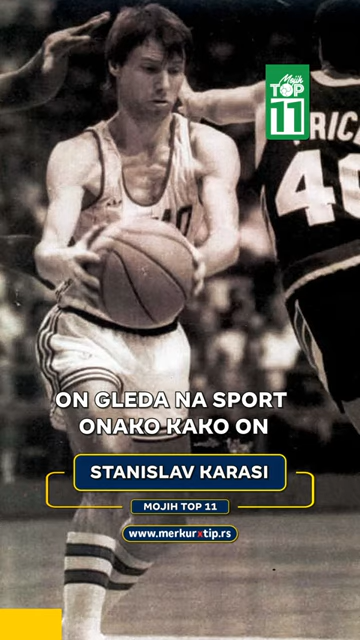 Mojih
TOP
11
RICE
40
ON GLEDA NA SPORT
ONAKO KAKO ON
STANISLAV KARASI
MOJIH TOP 11
www.merkurxtip.rs